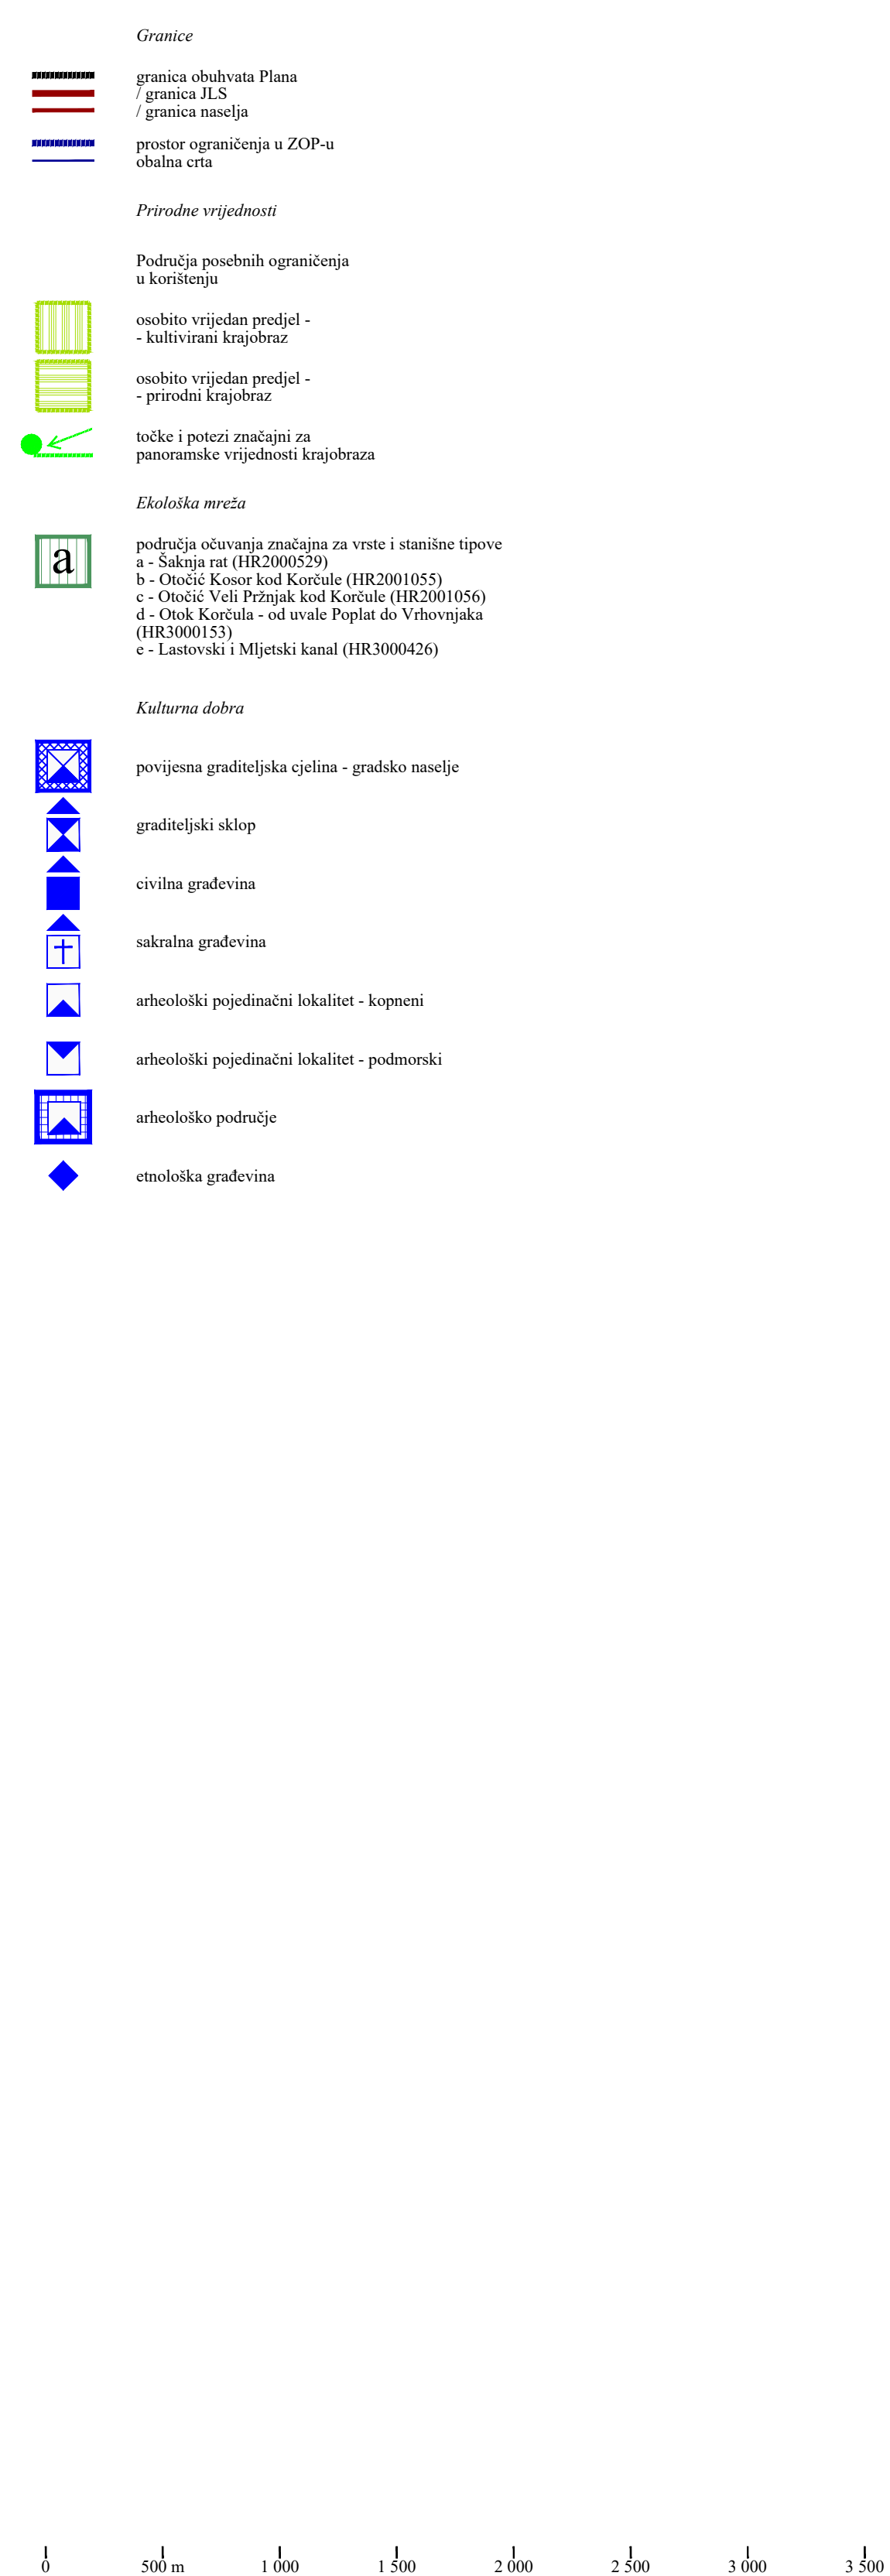 Granice
granica obuhvata Plana
/ granica JLS
/ granica naselja
prostor ograničenja u ZOP-u
obalna crta
Prirodne vrijednosti
Područja posebnih ograničenja
u korištenju
osobito vrijedan predjel -
- kultivirani krajobraz
osobito vrijedan predjel -
- prirodni krajobraz
točke i potezi značajni za
panoramske vrijednosti krajobraza
Ekološka mreža
a
područja očuvanja značajna za vrste i stanišne tipove
a - Šaknja rat (HR2000529)
b - Otočić Kosor kod Korčule (HR2001055)
c - Otočić Veli Pržnjak kod Korčule (HR2001056)
d - Otok Korčula - od uvale Poplat do Vrhovnjaka
(HR3000153)
e - Lastovski i Mljetski kanal (HR3000426)
Kulturna dobra
povijesna graditeljska cjelina - gradsko naselje
graditeljski sklop
civilna građevina
sakralna građevina
arheološki pojedinačni lokalitet - kopneni
arheološki pojedinačni lokalitet - podmorski
arheološko područje
etnološka građevina
0 500 m 1 000 1 500 2 000 2 500 3 000 3 500